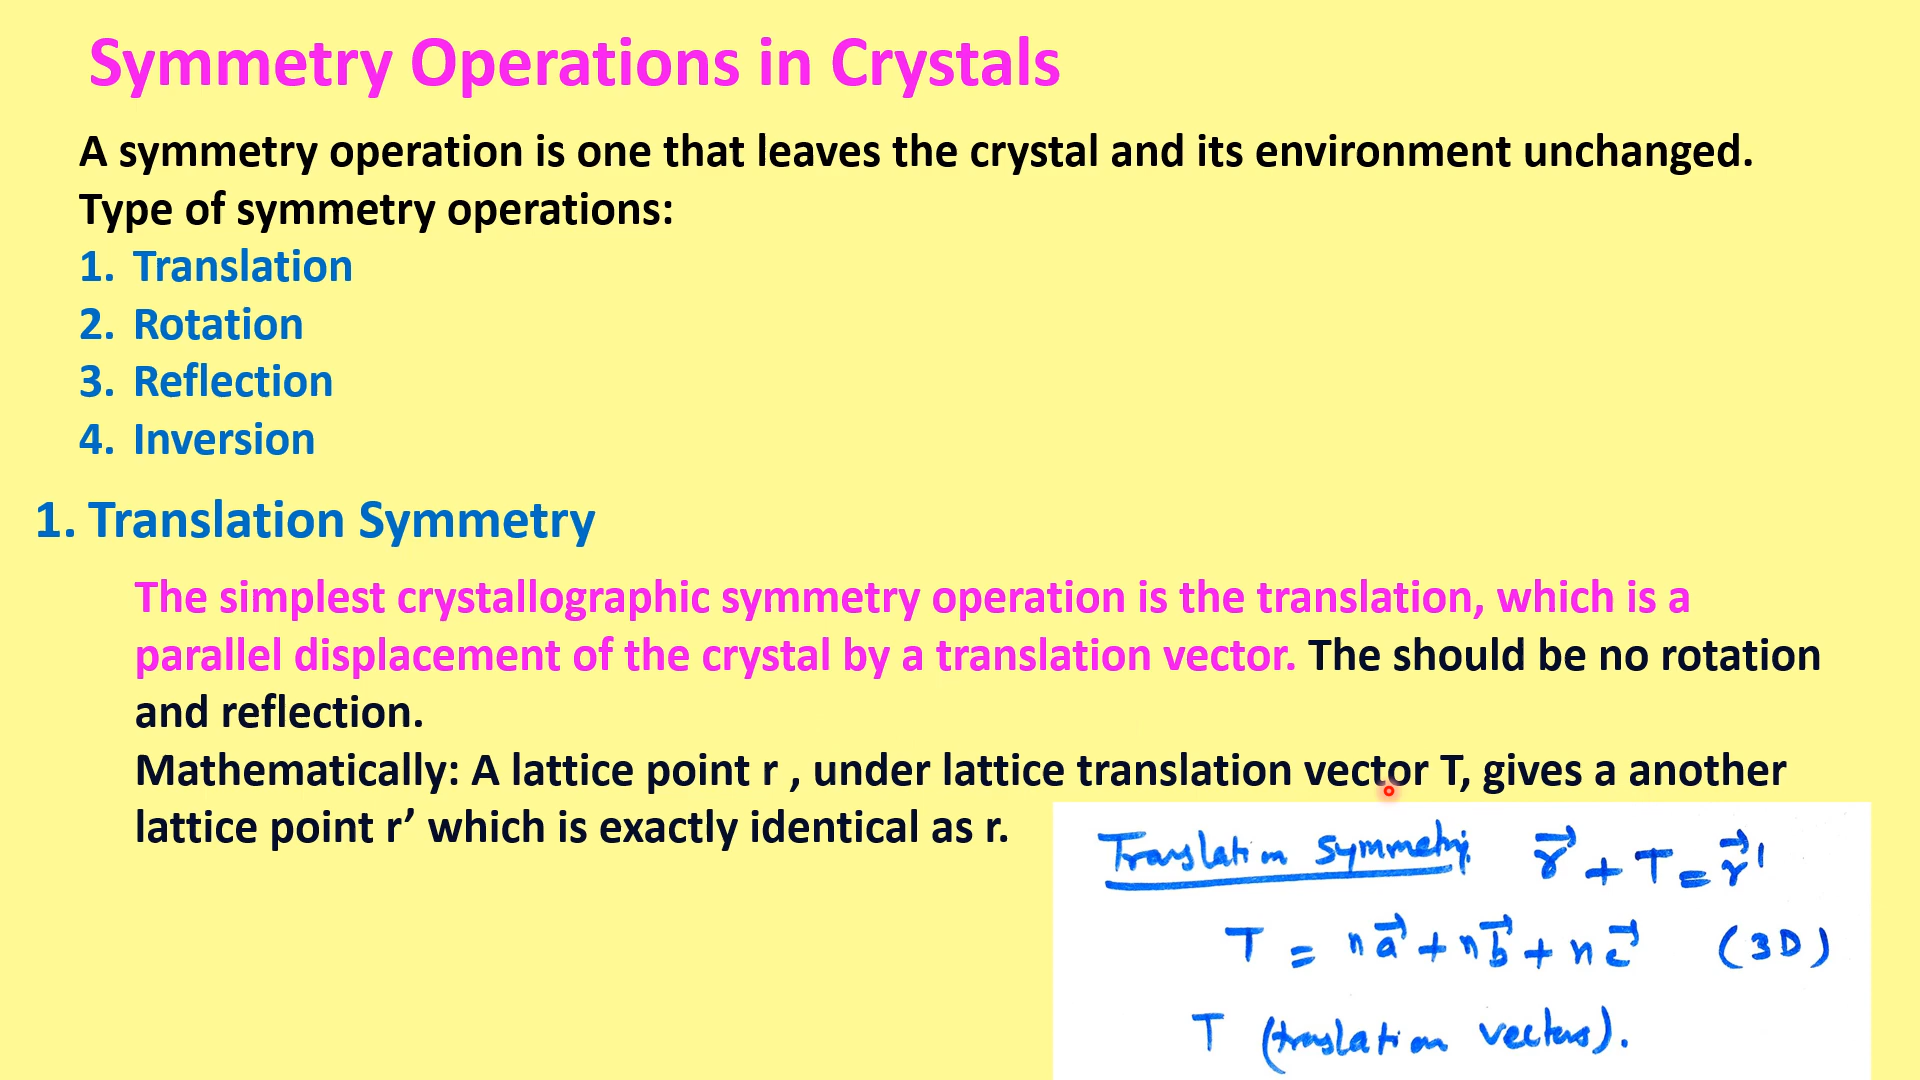 Symmetry Operations in Crystals
A symmetry operation is one that leaves the crystal and its environment unchanged.
Type of symmetry operations:
1. Translation
2. Rotation
3. Reflection
4. Inversion
1. Translation Symmetry
The simplest crystallographic symmetry operation is the translation, which is a
parallel displacement of the crystal by a translation vector. The should be no rotation
and reflection.
Mathematically: A lattice point r , under lattice translation vector T, gives a another
lattice point r’ which is exactly identical as r.
Translation symmetry r⃗ + T = r⃗'
T = na⃗ + nb⃗ + nc⃗ (3D)
T (translation vectors).